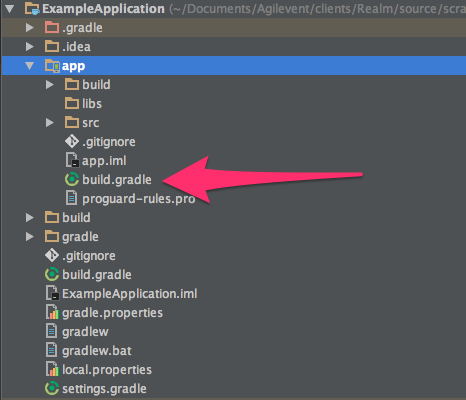 ExampleApplication (~/Documents/Agilevent/clients/Realm/source/scra
.gradle
.idea
app
build
libs
src
.gitignore
app.iml
build.gradle
proguard-rules.pro
build
gradle
.gitignore
build.gradle
ExampleApplication.iml
gradle.properties
gradlew
gradlew.bat
local.properties
settings.gradle